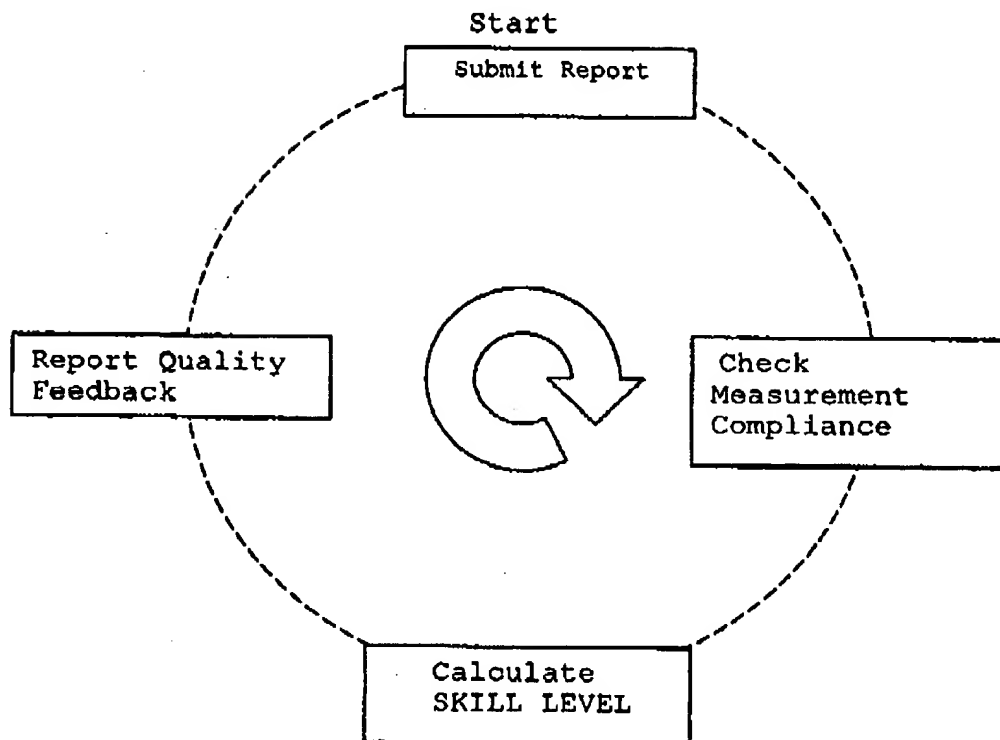 Start
Submit Report
Report Quality
Feedback
Check
Measurement
Compliance
Calculate
SKILL LEVEL